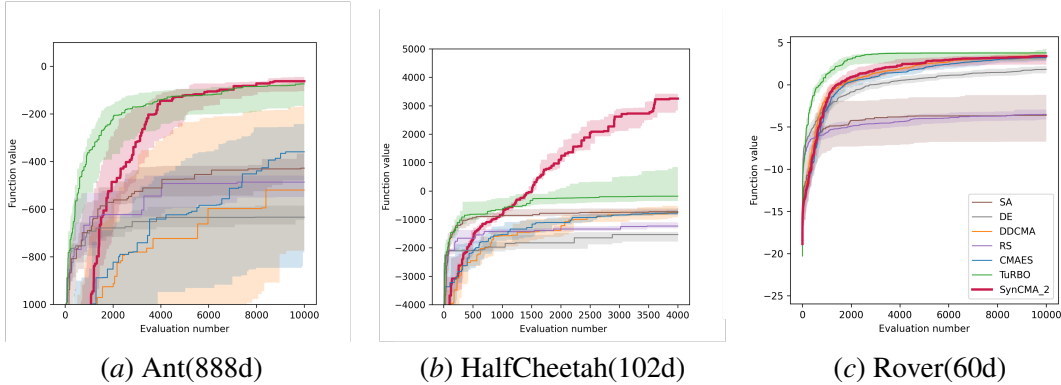 0
−200
−400
−600
−800
1000
0 2000 4000 6000 8000 10000
Function value
Evaluation number
(a) Ant(888d)
5000
4000
3000
2000
1000
0
−1000
−2000
−3000
−4000
0 500 1000 1500 2000 2500 3000 3500 4000
Function value
Evaluation number
(b) HalfCheetah(102d)
5
0
−5
−10
−15
−20
−25
0 2000 4000 6000 8000 10000
Function value
Evaluation number
SA
DE
DDCMA
RS
CMAES
TuRBO
SynCMA_2
(c) Rover(60d)